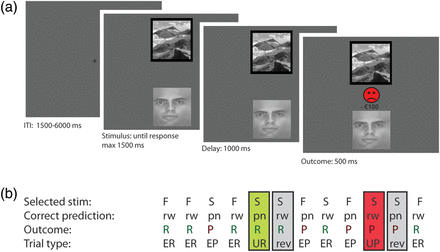 (a)
ITI: 1500-6000 ms
Stimulus: until response
max 1500 ms
Delay: 1000 ms
- €100
Outcome: 500 ms
(b)
Selected stim: F F S F S S F S F S S F
Correct prediction: rw rw pn rw pn rw pn rw pn rw pn rw
Outcome: R R P R R R P R P P P R
Trial type: ER ER EP ER UR rev EP ER EP UP rev ER